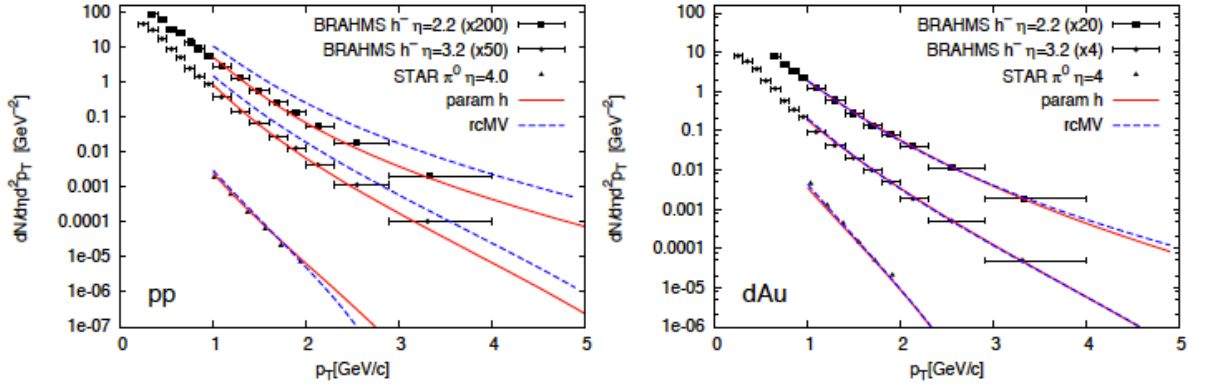 BRAHMS h⁻ η=2.2 (x200)
BRAHMS h⁻ η=3.2 (x50)
STAR π⁰ η=4.0
param h
rcMV
100
10
1
0.1
0.01
0.001
0.0001
1e-05
1e-06
1e-07
dN/dηd²p_T [GeV⁻²]
pp
0 1 2 3 4 5
p_T[GeV/c]
BRAHMS h⁻ η=2.2 (x20)
BRAHMS h⁻ η=3.2 (x4)
STAR π⁰ η=4
param h
rcMV
100
10
1
0.1
0.01
0.001
0.0001
1e-05
1e-06
dN/dηd²p_T [GeV⁻²]
dAu
0 1 2 3 4 5
p_T[GeV/c]